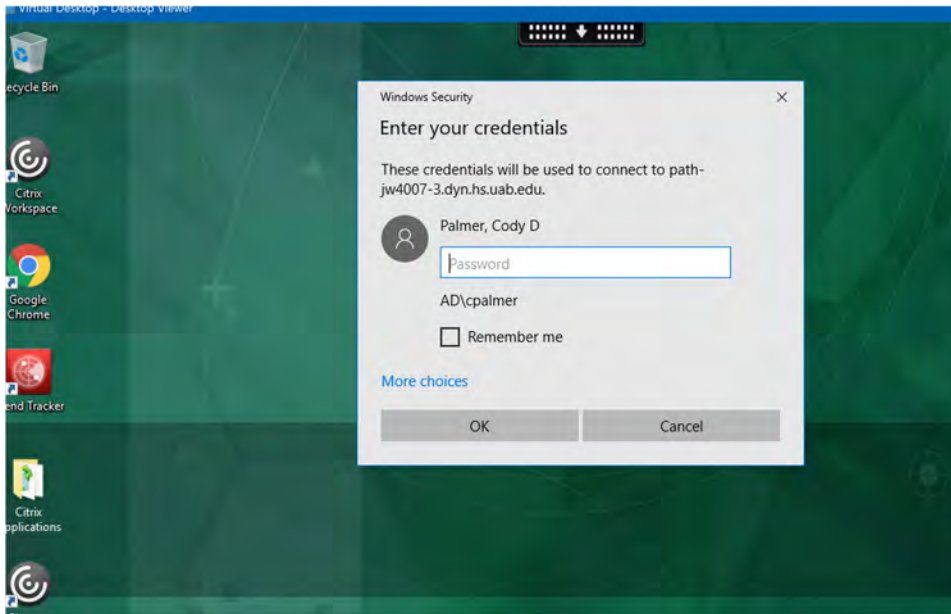 Virtual Desktop - Desktop Viewer
ecycle Bin
Citrix
Workspace
Google
Chrome
end Tracker
Citrix
pplications
Windows Security
Enter your credentials
These credentials will be used to connect to path-
jw4007-3.dyn.hs.uab.edu.
Palmer, Cody D
Password
AD\cpalmer
Remember me
More choices
OK
Cancel